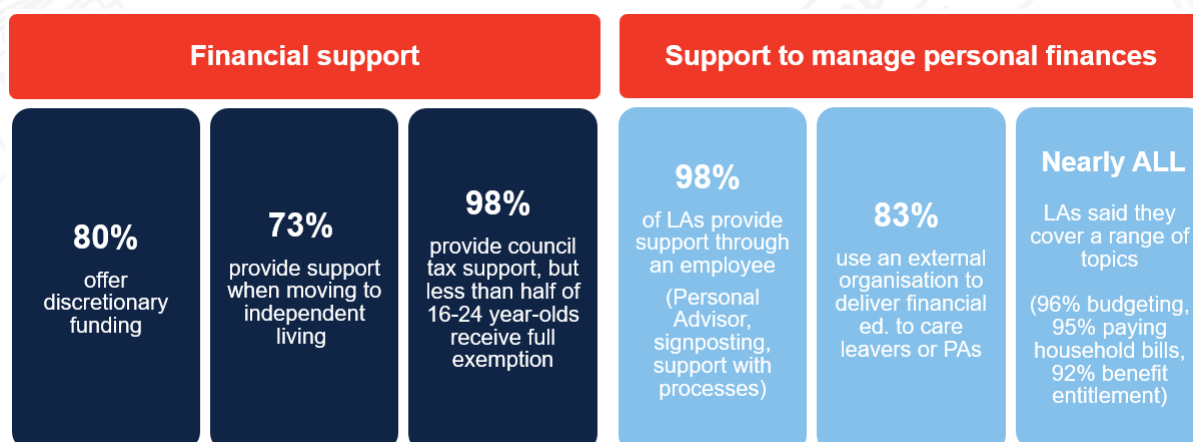 Financial support
80%
offer
discretionary
funding
73%
provide support
when moving to
independent
living
98%
provide council
tax support, but
less than half of
16-24 year-olds
receive full
exemption
Support to manage personal finances
98%
of LAs provide
support through
an employee
(Personal
Advisor,
signposting,
support with
processes)
83%
use an external
organisation to
deliver financial
ed. to care
leavers or PAs
Nearly ALL
LAs said they
cover a range of
topics
(96% budgeting,
95% paying
household bills,
92% benefit
entitlement)